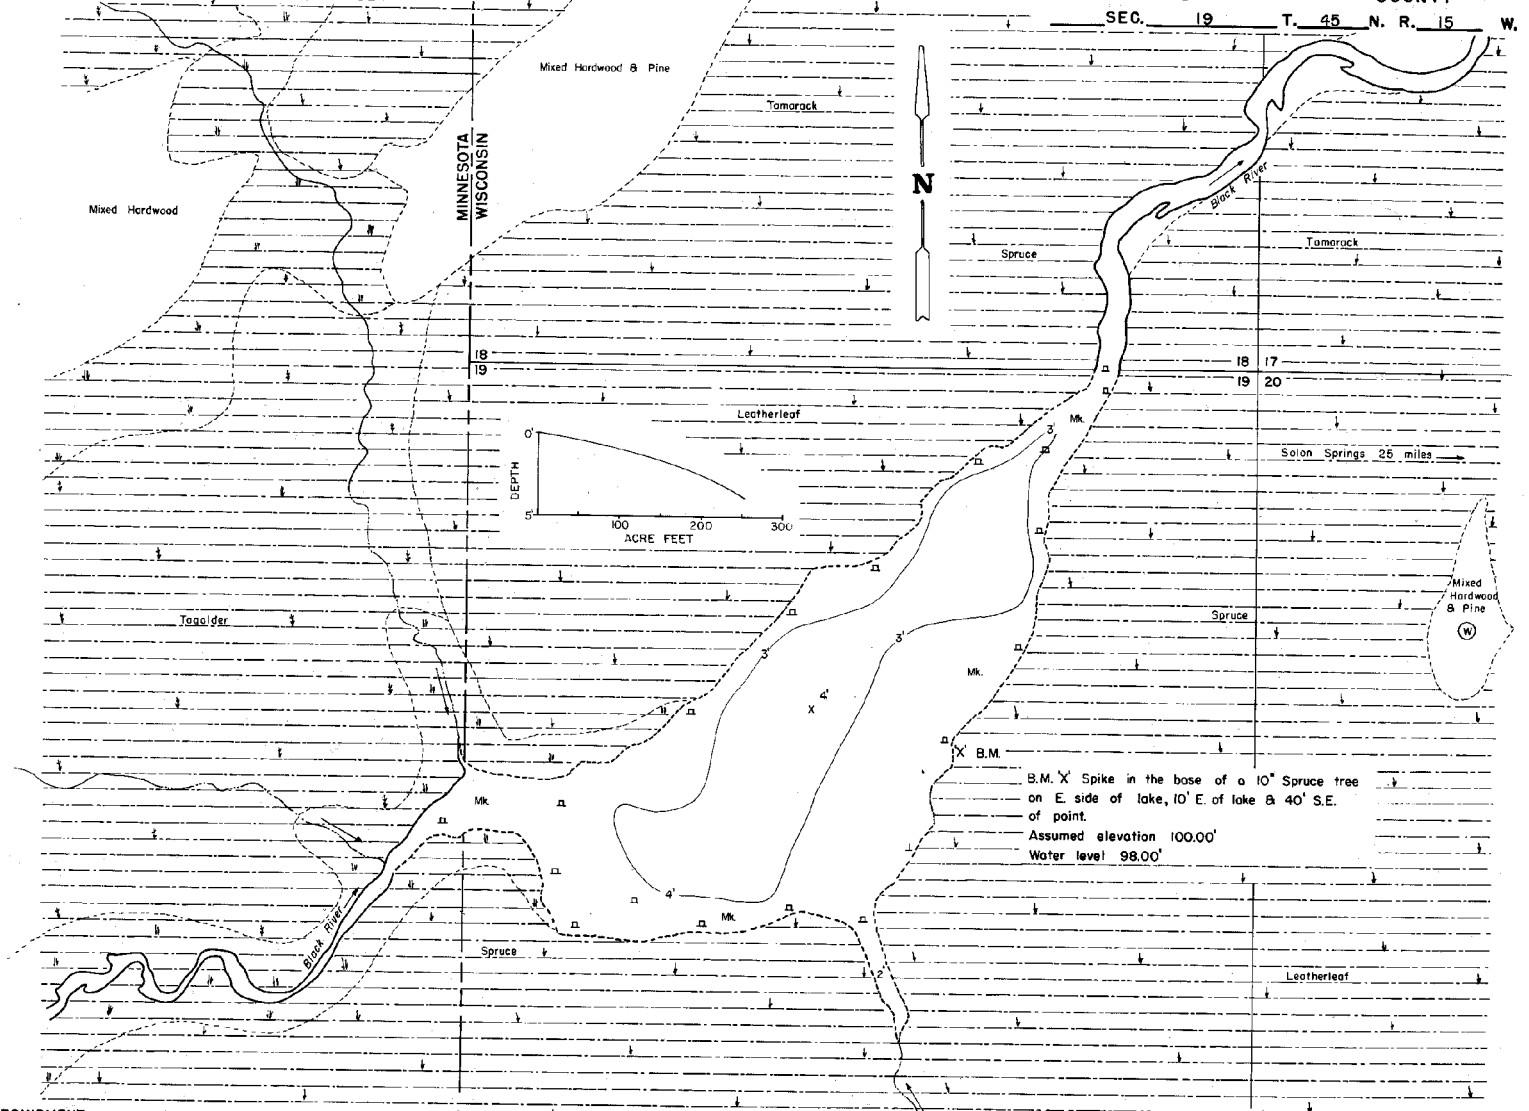 SEC. 19 T. 45 N. R. 15 W.
Mixed Hardwood & Pine
Tamarack
MINNESOTA
WISCONSIN
N
Black River
Mixed Hardwood
Spruce
Tamarack
18
19
18 17
19 20
Leatherleaf
Mk.
3'
0'
DEPTH
5'
100 200 300
ACRE FEET
Solon Springs 25 miles
Mixed
Hardwood
& Pine
W
Tagalder
Spruce
3'
3'
Mk.
4'
X
'X' B.M.
B.M. 'X' Spike in the base of a 10" Spruce tree
on E. side of lake, 10' E. of lake & 40' S.E.
of point.
Assumed elevation 100.00'
Water level 98.00'
Mk.
4'
Mk.
Black River
Spruce
2'
Leatherleaf